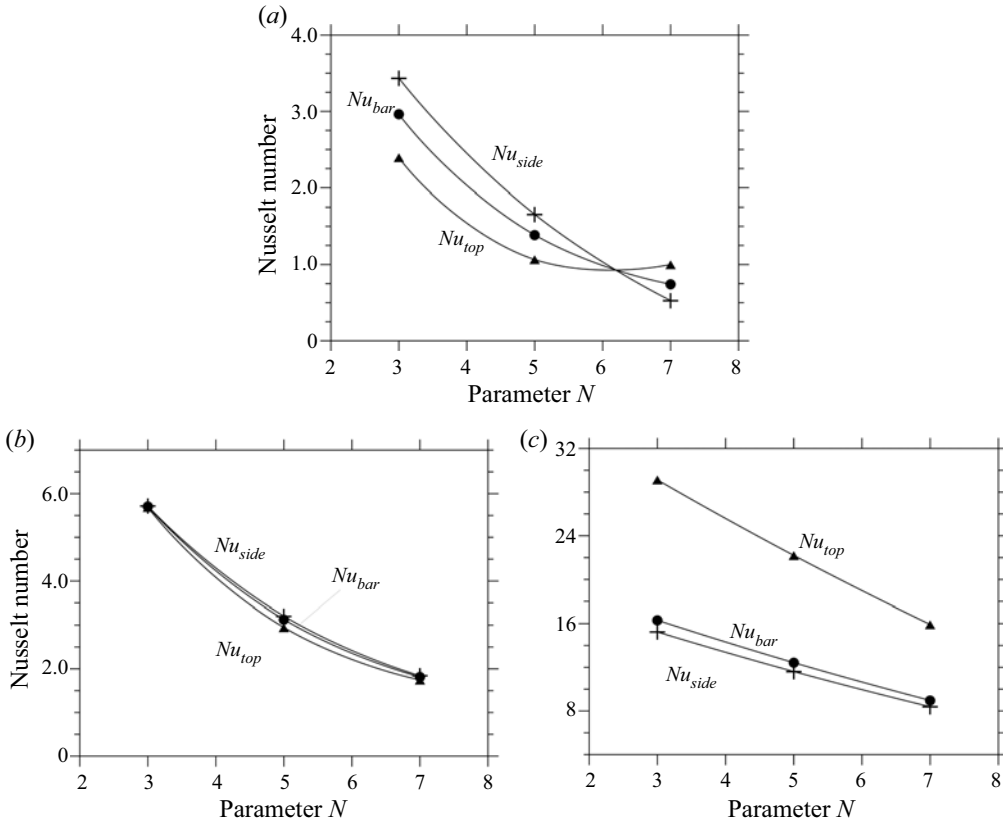 (a)
4.0
3.0
2.0
1.0
0
Nusselt number
Nu_bar
Nu_side
Nu_top
2 3 4 5 6 7 8
Parameter N
(b)
6.0
4.0
2.0
0
Nusselt number
Nu_side
Nu_bar
Nu_top
2 3 4 5 6 7 8
Parameter N
(c)
32
24
16
8
Nu_top
Nu_bar
Nu_side
2 3 4 5 6 7 8
Parameter N